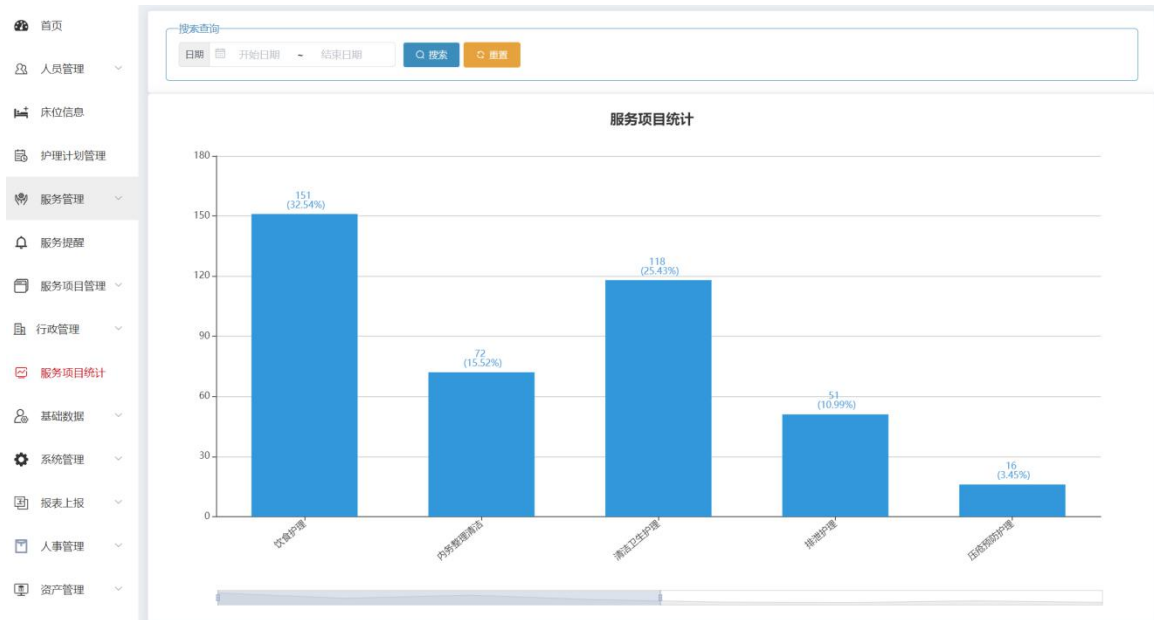 首页
人员管理
床位信息
护理计划管理
服务管理
服务提醒
服务项目管理
行政管理
服务项目统计
基础数据
系统管理
报表上报
人事管理
资产管理
搜索查询
日期 开始日期 ~ 结束日期 搜索 重置
服务项目统计
180
150
120
90
60
30
0
151
(32.54%)
72
(15.52%)
118
(25.43%)
51
(10.99%)
16
(3.45%)
饮食护理
内务整理清洁
清洁卫生护理
排泄护理
压疮预防护理